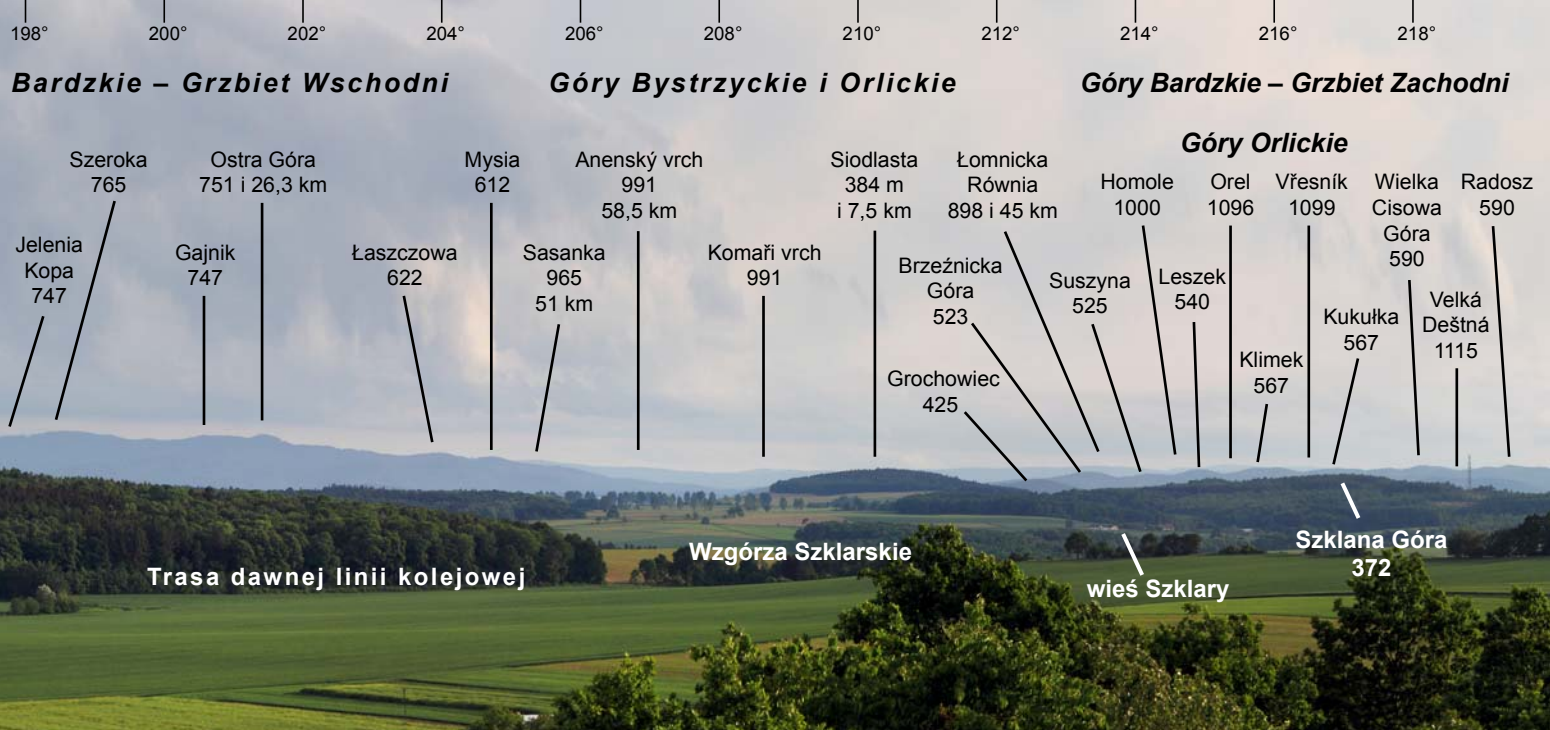 198° 200° 202° 204° 206° 208° 210° 212° 214° 216° 218°
Bardzkie – Grzbiet Wschodni
Góry Bystrzyckie i Orlickie
Góry Bardzkie – Grzbiet Zachodni
Góry Orlickie
Jelenia
Kopa
747
Szeroka
765
Gajnik
747
Ostra Góra
751 i 26,3 km
Łaszczowa
622
Mysia
612
Sasanka
965
51 km
Anenský vrch
991
58,5 km
Komaři vrch
991
Siodlasta
384 m
i 7,5 km
Grochowiec
425
Brzeźnicka
Góra
523
Łomnicka
Równia
898 i 45 km
Suszyna
525
Homole
1000
Leszek
540
Orel
1096
Klimek
567
Vřesník
1099
Kukułka
567
Wielka
Cisowa
Góra
590
Velká
Deštná
1115
Radosz
590
Trasa dawnej linii kolejowej
Wzgórza Szklarskie
wieś Szklary
Szklana Góra
372